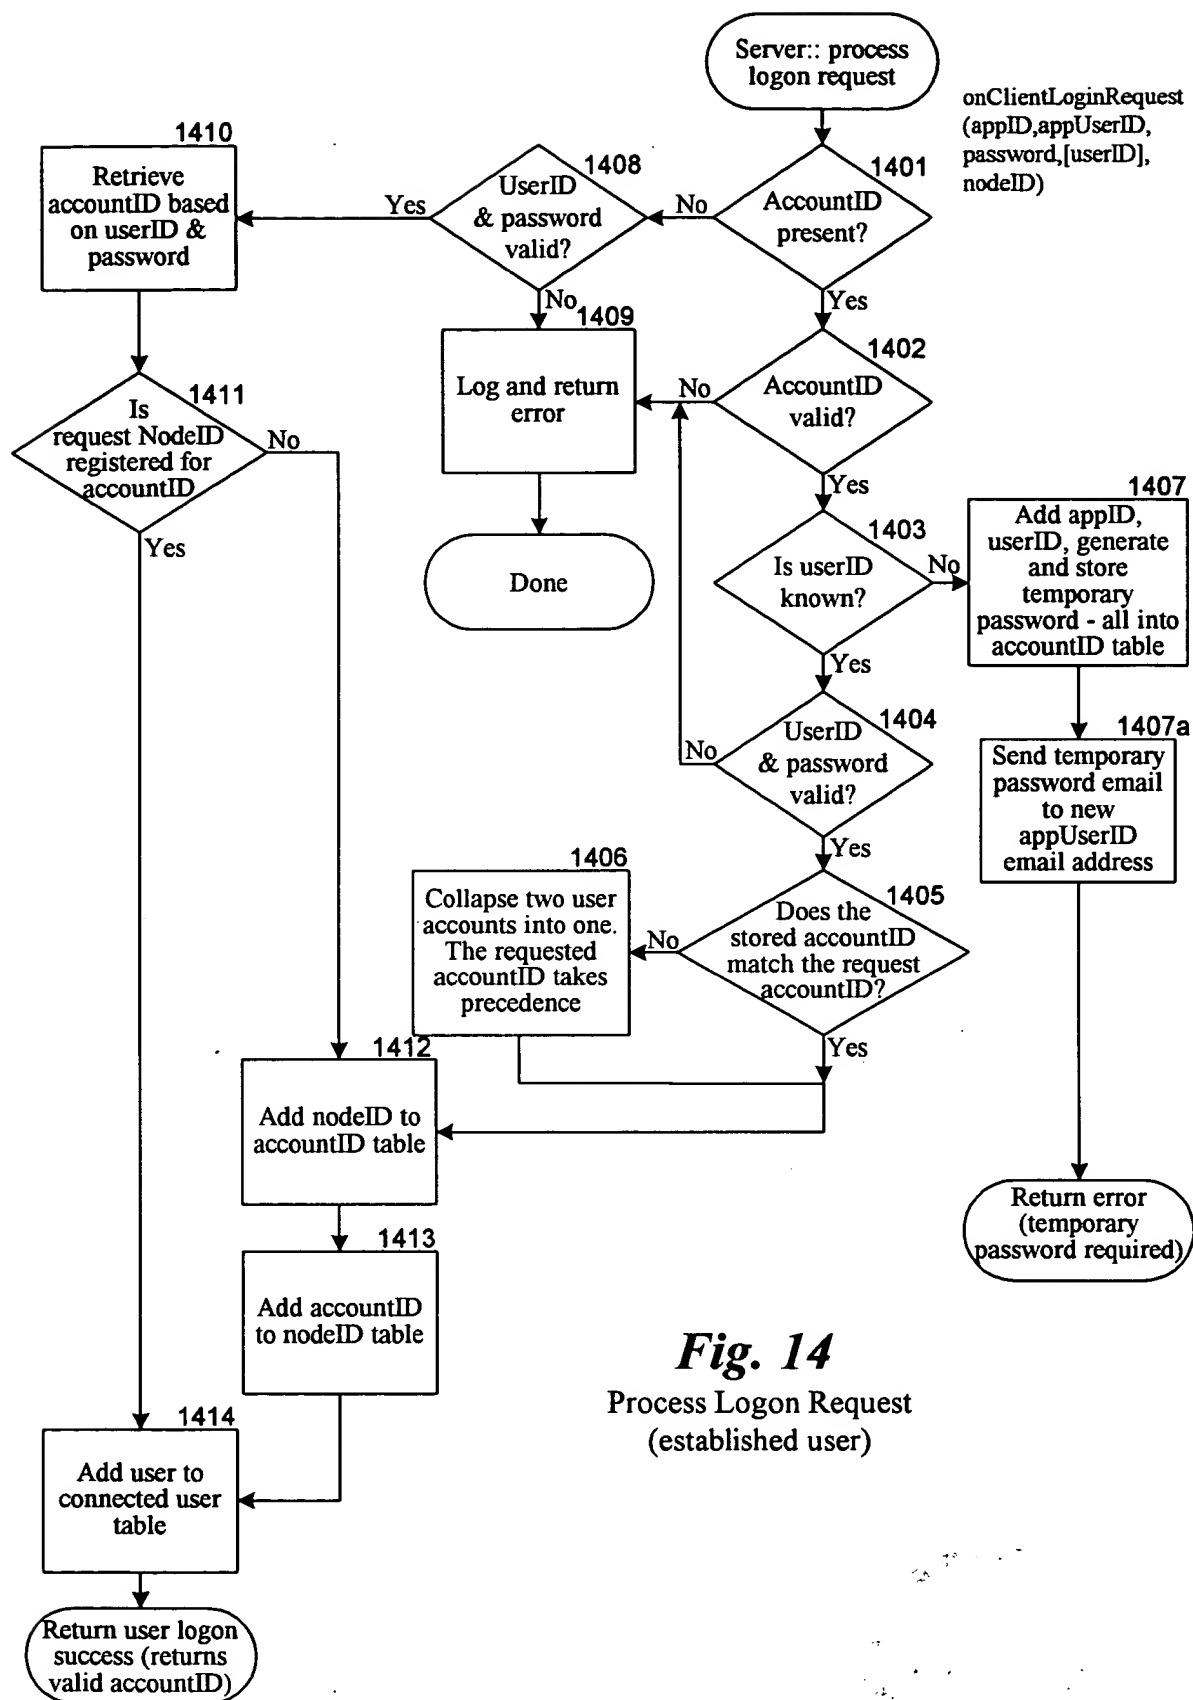 Server:: process
logon request
onClientLoginRequest
(appID,appUserID,
password,[userID],
nodeID)
1401
AccountID
present?
No
Yes
1408
UserID
& password
valid?
Yes
No
1410
Retrieve
accountID based
on userID &
password
1409
Log and return
error
Done
1402
AccountID
valid?
No
Yes
1411
Is
request NodeID
registered for
accountID
No
Yes
1403
Is userID
known?
No
Yes
1407
Add appID,
userID, generate
and store
temporary
password - all into
accountID table
1404
UserID
& password
valid?
No
Yes
1407a
Send temporary
password email
to new
appUserID
email address
1405
Does the
stored accountID
match the request
accountID?
No
Yes
1406
Collapse two user
accounts into one.
The requested
accountID takes
precedence
1412
Add nodeID to
accountID table
Return error
(temporary
password required)
1413
Add accountID
to nodeID table
1414
Add user to
connected user
table
Return user logon
success (returns
valid accountID)
Fig. 14
Process Logon Request
(established user)